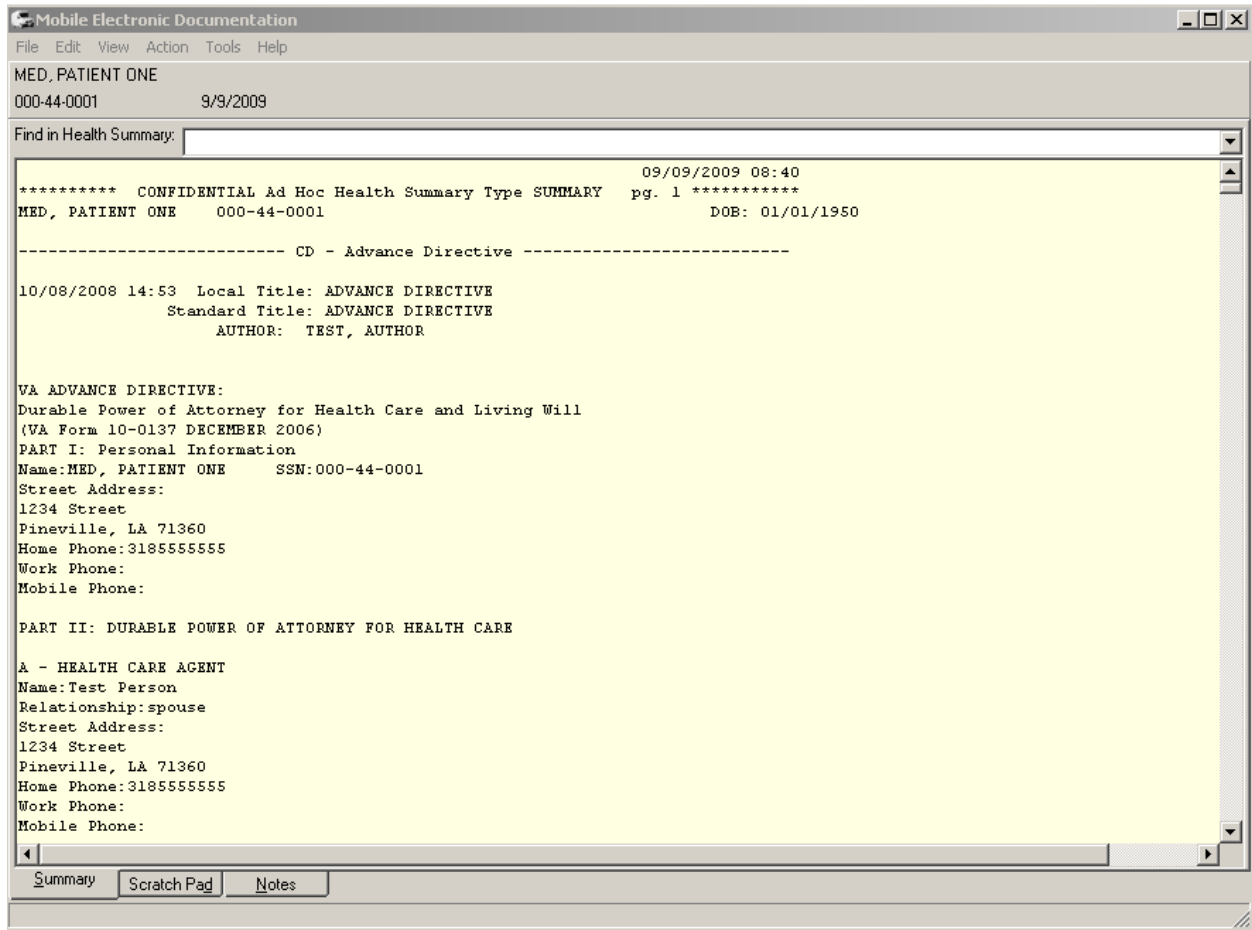 Mobile Electronic Documentation
File Edit View Action Tools Help
MED, PATIENT ONE
000-44-0001 9/9/2009
Find in Health Summary:
09/09/2009 08:40
********** CONFIDENTIAL Ad Hoc Health Summary Type SUMMARY pg. 1 ***********
MED, PATIENT ONE 000-44-0001 DOB: 01/01/1950
--------------------------- CD - Advance Directive ---------------------------
10/08/2008 14:53 Local Title: ADVANCE DIRECTIVE
Standard Title: ADVANCE DIRECTIVE
AUTHOR: TEST, AUTHOR
VA ADVANCE DIRECTIVE:
Durable Power of Attorney for Health Care and Living Will
(VA Form 10-0137 DECEMBER 2006)
PART I: Personal Information
Name:MED, PATIENT ONE SSN:000-44-0001
Street Address:
1234 Street
Pineville, LA 71360
Home Phone:3185555555
Work Phone:
Mobile Phone:
PART II: DURABLE POWER OF ATTORNEY FOR HEALTH CARE
A - HEALTH CARE AGENT
Name:Test Person
Relationship:spouse
Street Address:
1234 Street
Pineville, LA 71360
Home Phone:3185555555
Work Phone:
Mobile Phone:
Summary Scratch Pad Notes